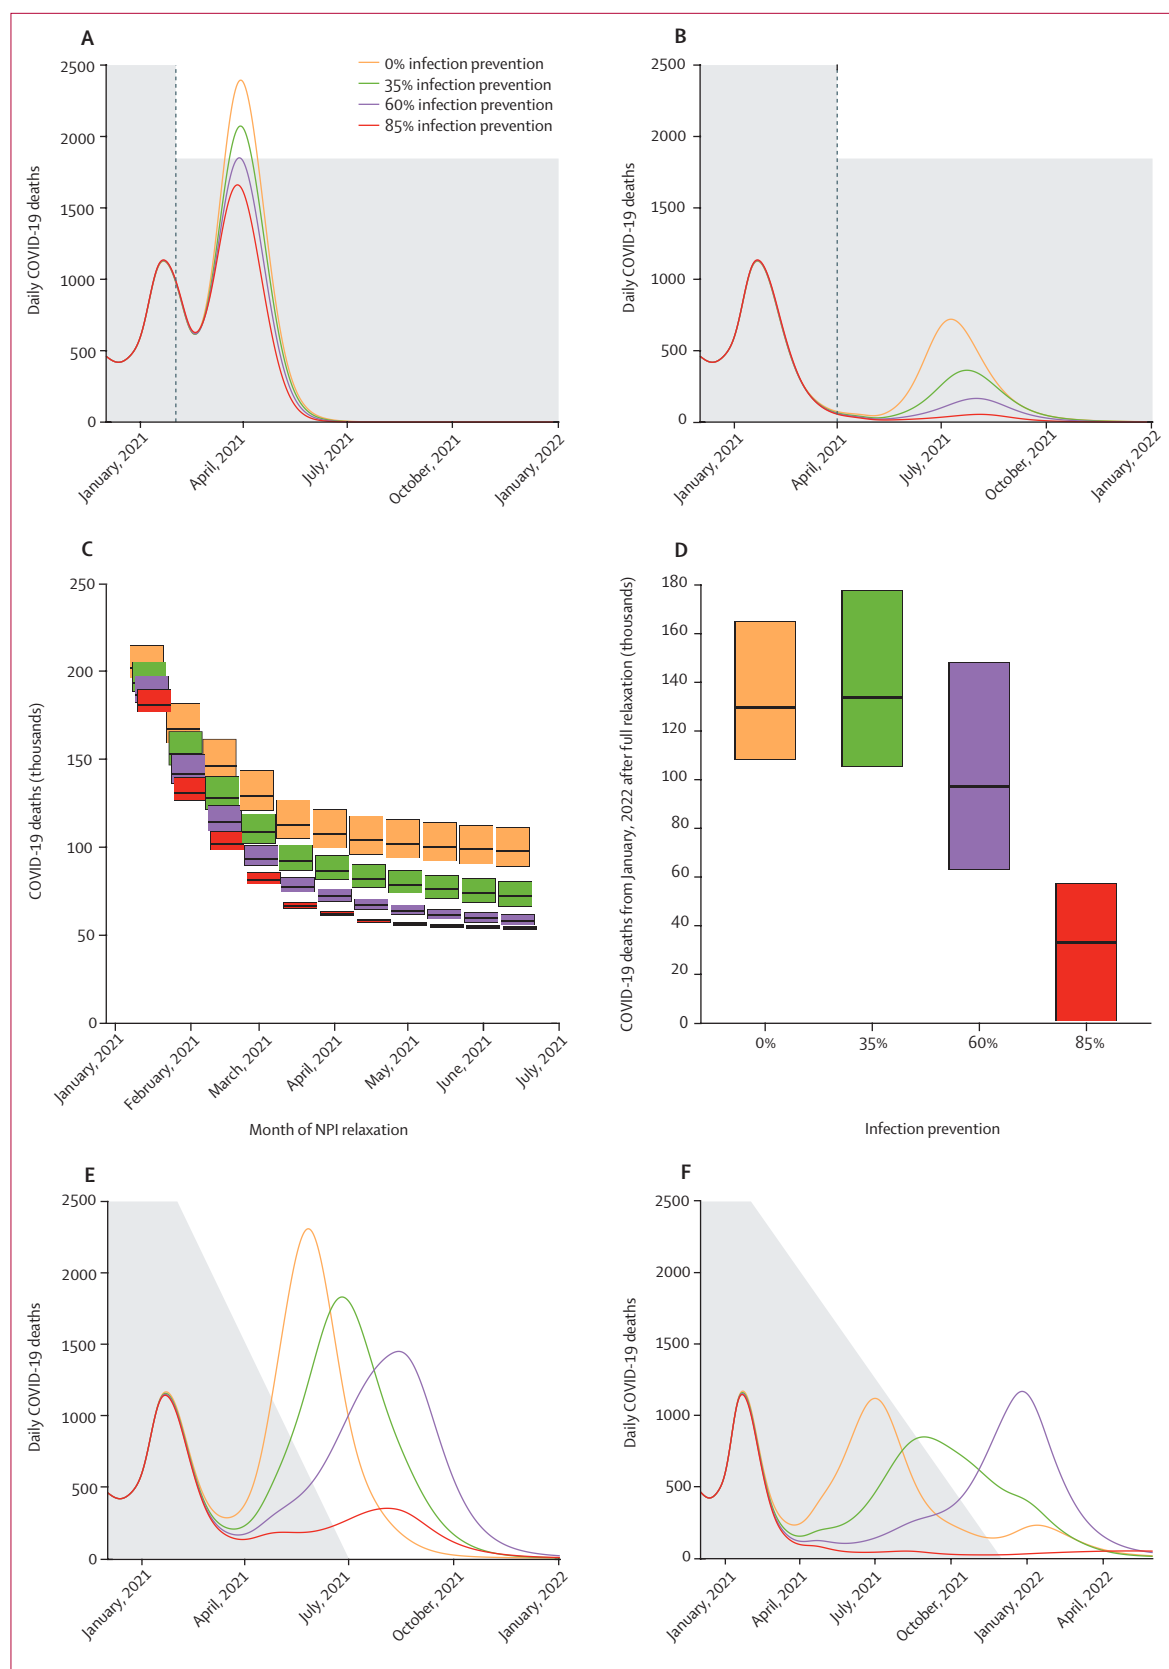 A
Daily COVID-19 deaths
2500
2000
1500
1000
500
0
0% infection prevention
35% infection prevention
60% infection prevention
85% infection prevention
January, 2021
April, 2021
July, 2021
October, 2021
January, 2022
B
Daily COVID-19 deaths
2500
2000
1500
1000
500
0
January, 2021
April, 2021
July, 2021
October, 2021
January, 2022
C
COVID-19 deaths (thousands)
250
200
150
100
50
0
January, 2021
February, 2021
March, 2021
April, 2021
May, 2021
June, 2021
July, 2021
Month of NPI relaxation
D
COVID-19 deaths from January, 2022 after full relaxation (thousands)
180
160
140
120
100
80
60
40
20
0
0%
35%
60%
85%
Infection prevention
E
Daily COVID-19 deaths
2500
2000
1500
1000
500
0
January, 2021
April, 2021
July, 2021
October, 2021
January, 2022
F
Daily COVID-19 deaths
2500
2000
1500
1000
500
0
January, 2021
April, 2021
July, 2021
October, 2021
January, 2022
April, 2022